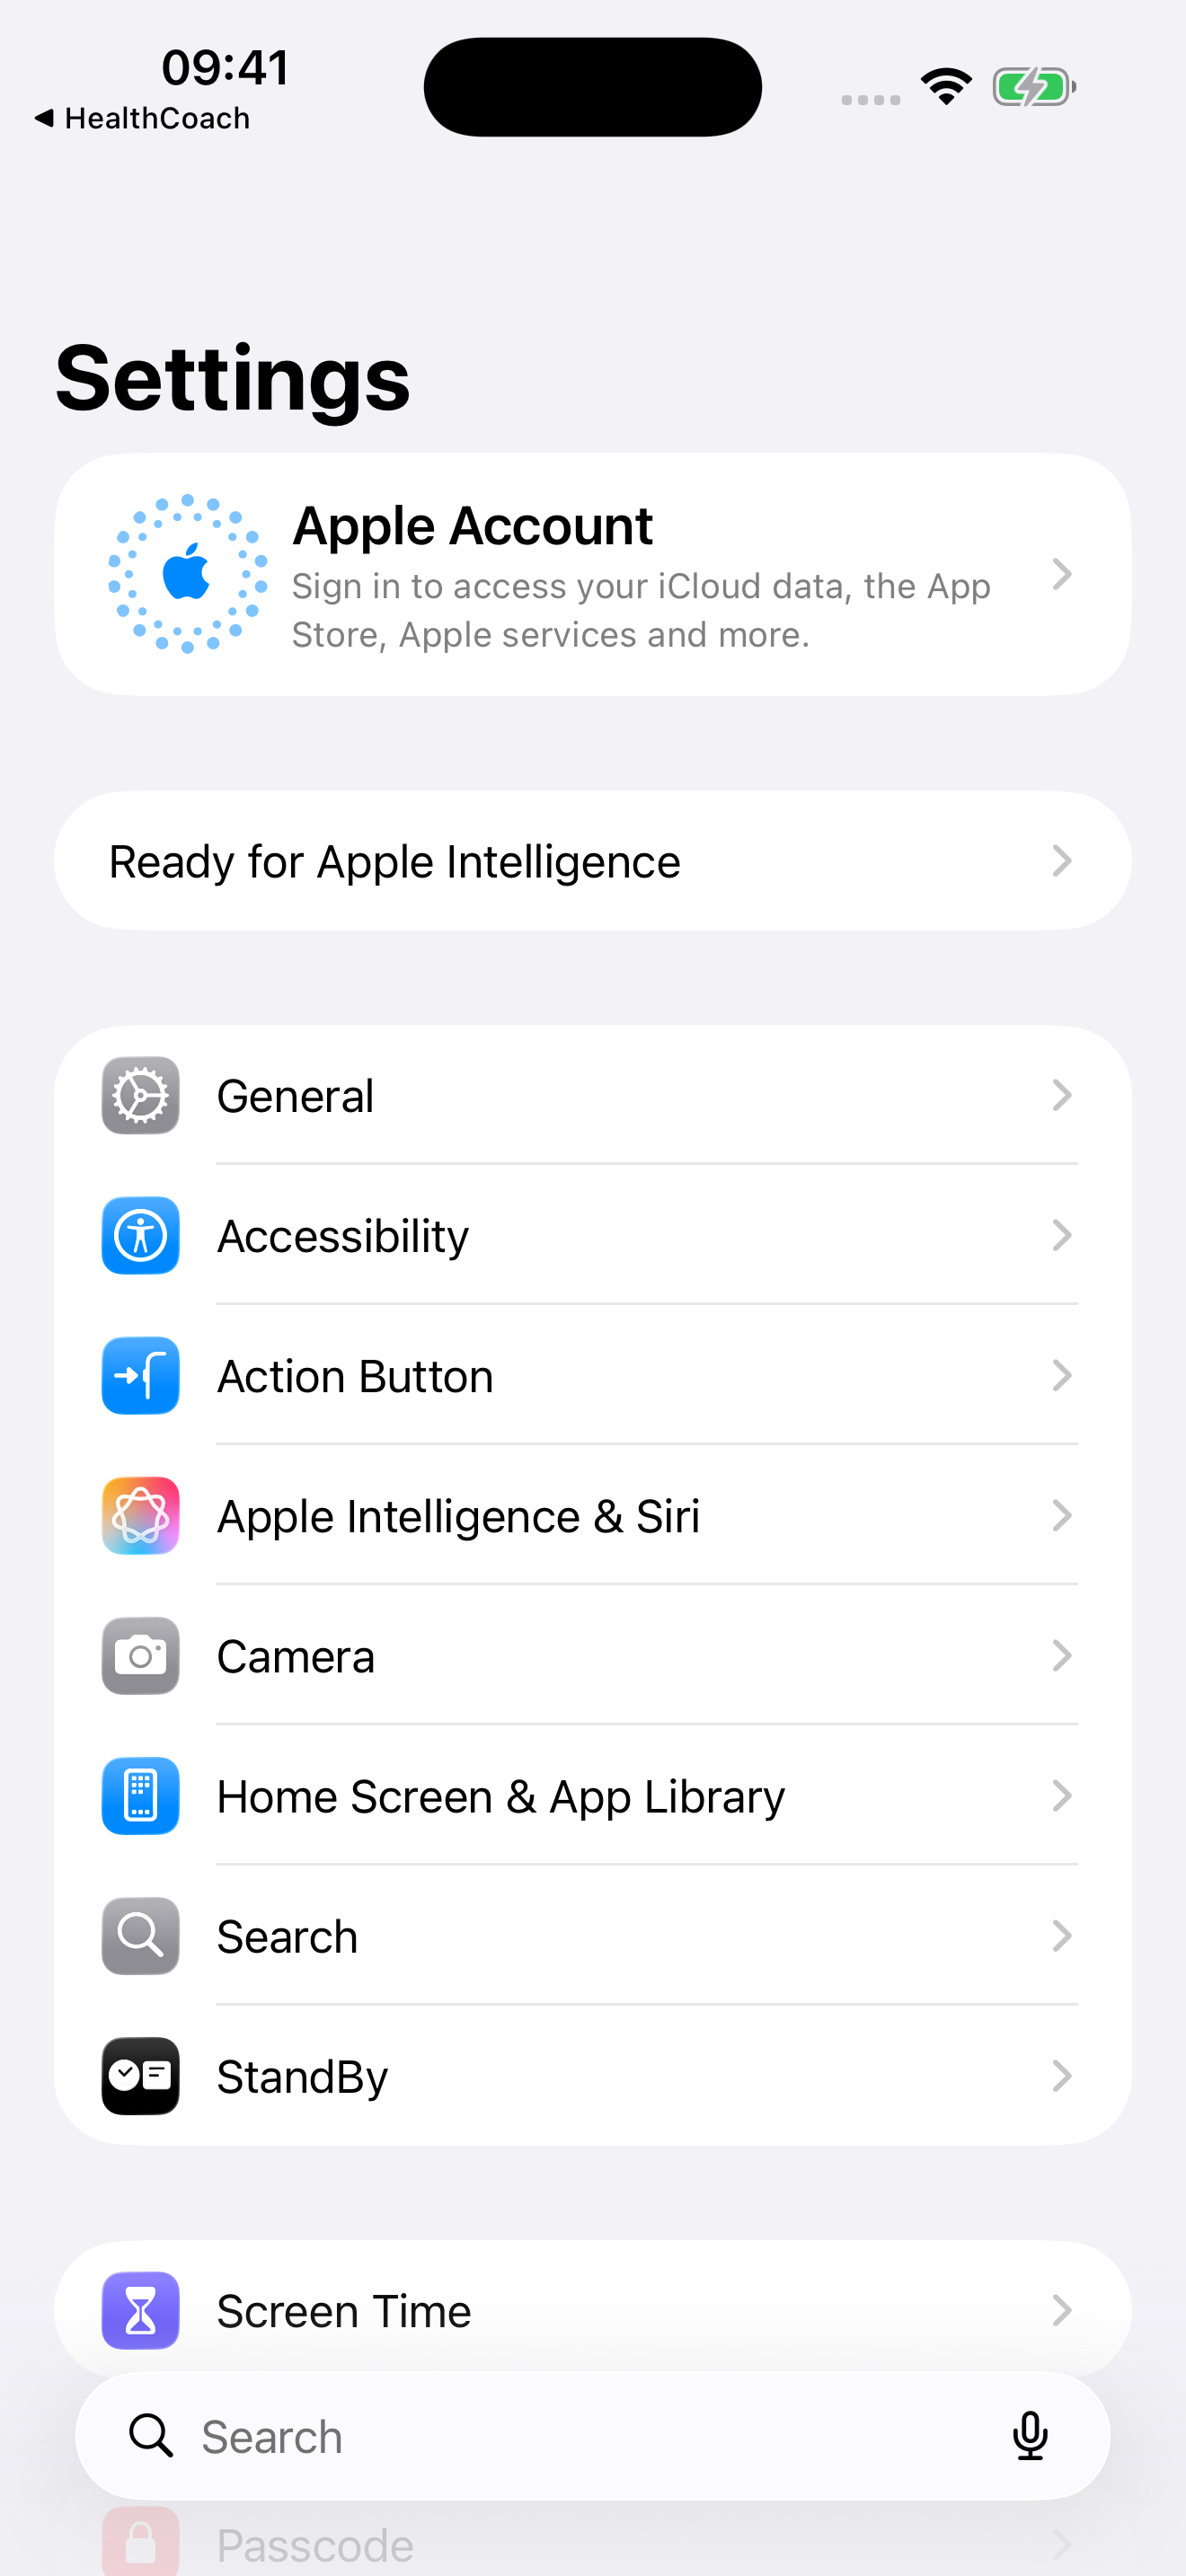 09:41
HealthCoach
Settings
Apple Account
Sign in to access your iCloud data, the App
Store, Apple services and more.
Ready for Apple Intelligence
General
Accessibility
Action Button
Apple Intelligence & Siri
Camera
Home Screen & App Library
Search
StandBy
Screen Time
Search
Passcode